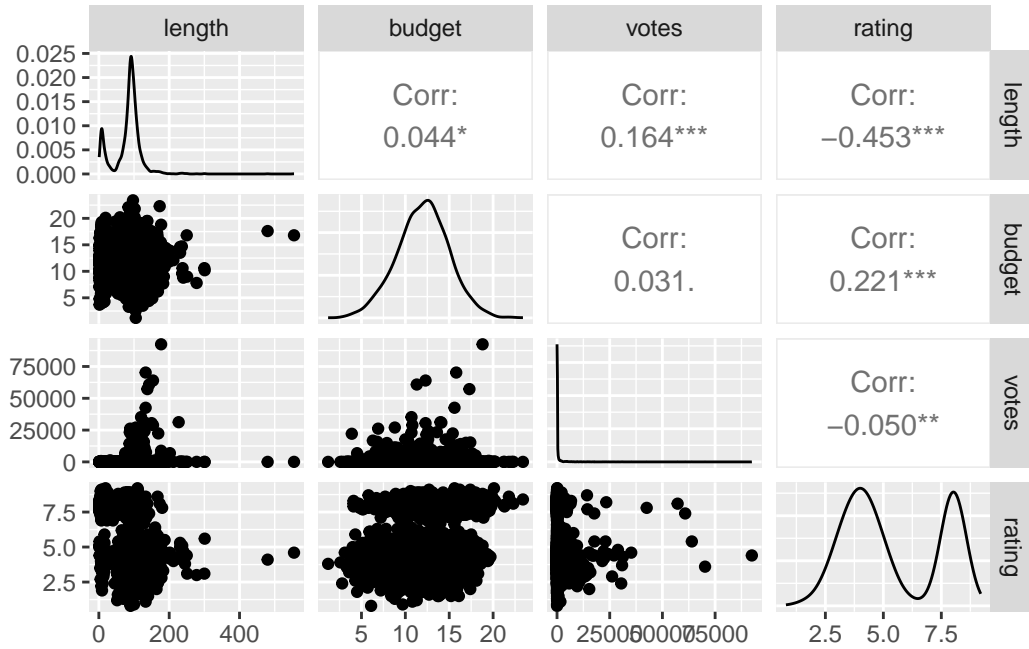 length budget votes rating
0.025
0.020
0.015
0.010
0.005
0.000
Corr:
0.044*
Corr:
0.164***
Corr:
−0.453***
length
20
15
10
5
Corr:
0.031.
Corr:
0.221***
budget
75000
50000
25000
0
Corr:
−0.050**
votes
7.5
5.0
2.5
rating
0 200 400
5 10 15 20
0 25000 50000 75000
2.5 5.0 7.5